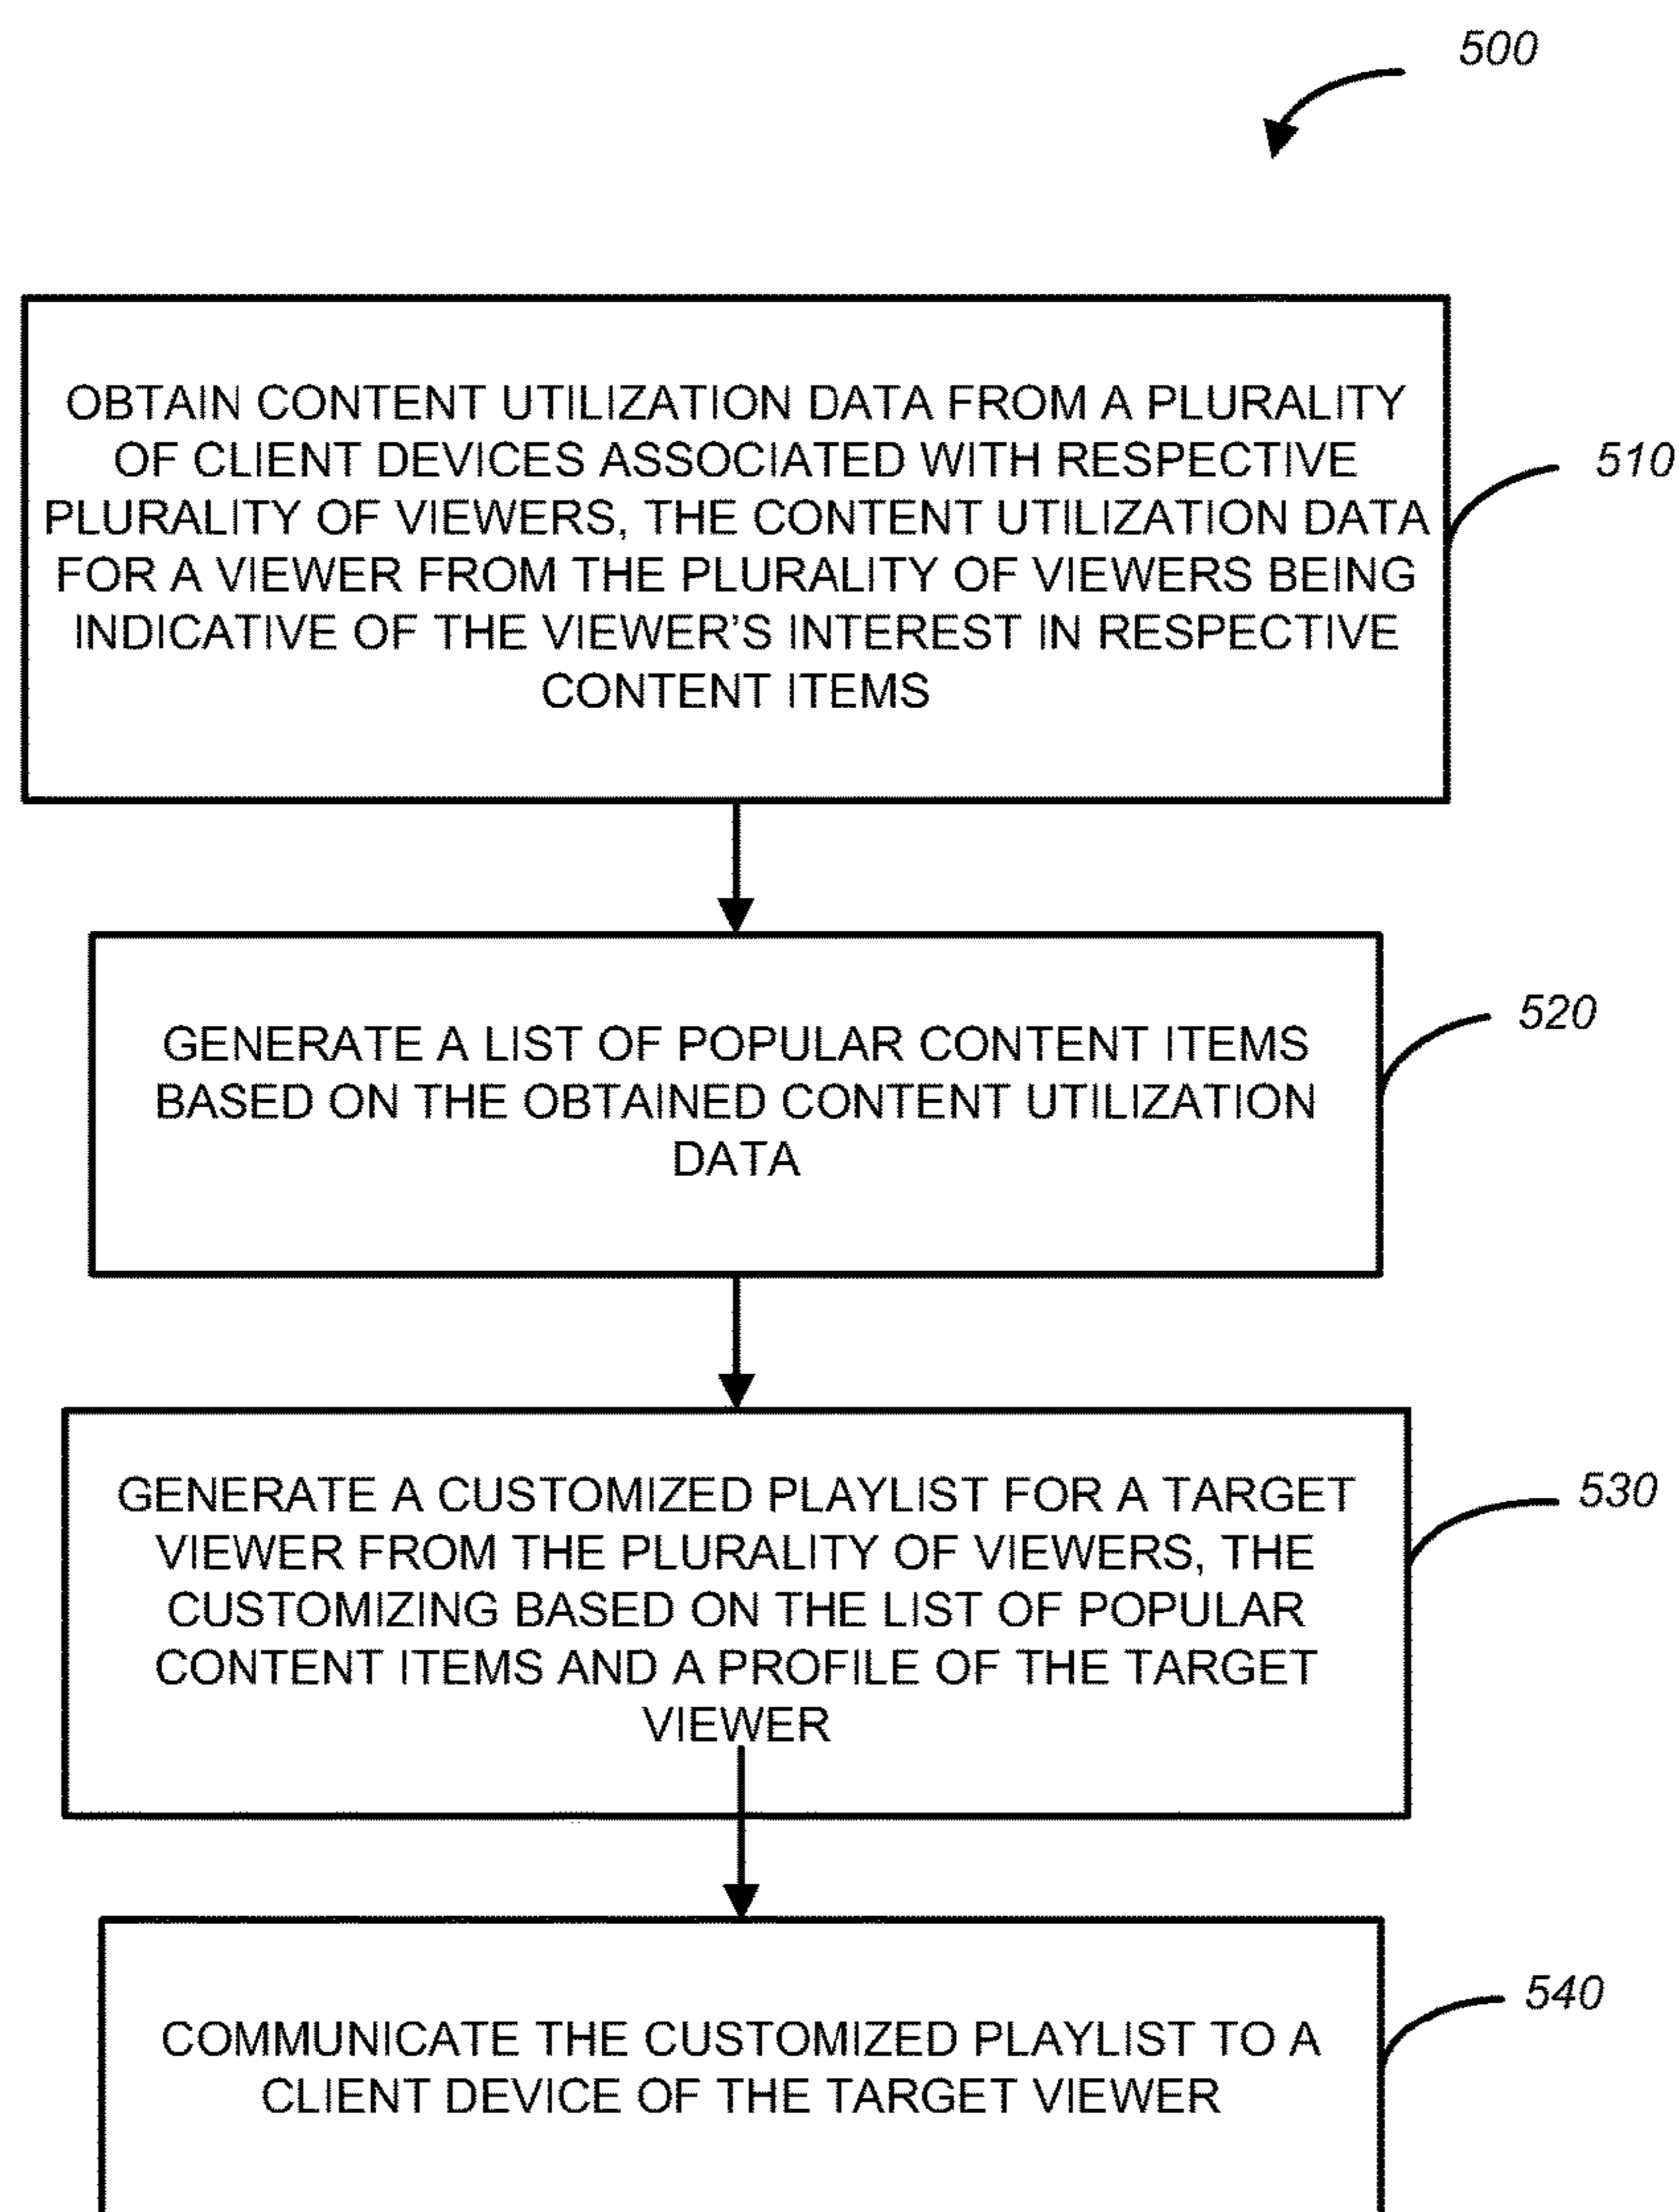 500
OBTAIN CONTENT UTILIZATION DATA FROM A PLURALITY
OF CLIENT DEVICES ASSOCIATED WITH RESPECTIVE
PLURALITY OF VIEWERS, THE CONTENT UTILIZATION DATA
FOR A VIEWER FROM THE PLURALITY OF VIEWERS BEING
INDICATIVE OF THE VIEWER'S INTEREST IN RESPECTIVE
CONTENT ITEMS
510
GENERATE A LIST OF POPULAR CONTENT ITEMS
BASED ON THE OBTAINED CONTENT UTILIZATION
DATA
520
GENERATE A CUSTOMIZED PLAYLIST FOR A TARGET
VIEWER FROM THE PLURALITY OF VIEWERS, THE
CUSTOMIZING BASED ON THE LIST OF POPULAR
CONTENT ITEMS AND A PROFILE OF THE TARGET
VIEWER
530
COMMUNICATE THE CUSTOMIZED PLAYLIST TO A
CLIENT DEVICE OF THE TARGET VIEWER
540